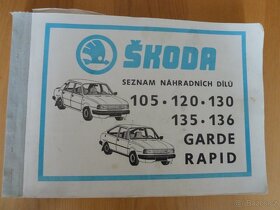 ŠKODA
SEZNAM NÁHRADNÍCH DÍLŮ
105 • 120 • 130
135 • 136
GARDE
RAPID